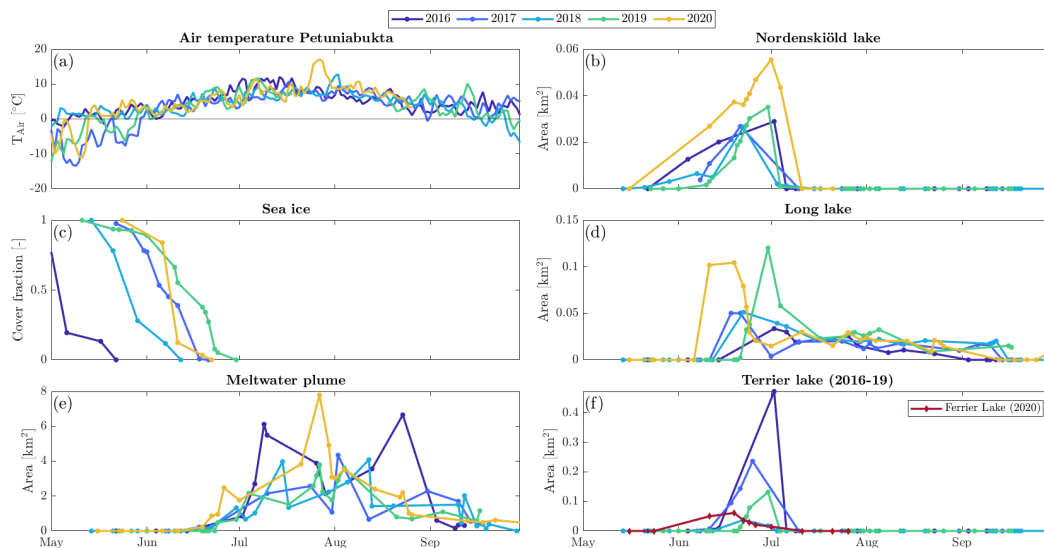 2016 2017 2018 2019 2020
Air temperature Petuniabukta
(a)
T_Air [°C]
20
10
0
-10
-20
Nordenskiöld lake
(b)
Area [km²]
0.06
0.04
0.02
0
Sea ice
(c)
Cover fraction [-]
1
0.5
0
Long lake
(d)
Area [km²]
0.15
0.1
0.05
0
Meltwater plume
(e)
Area [km²]
8
6
4
2
0
May Jun Jul Aug Sep
Terrier lake (2016-19)
(f)
Ferrier Lake (2020)
Area [km²]
0.4
0.3
0.2
0.1
0
May Jun Jul Aug Sep